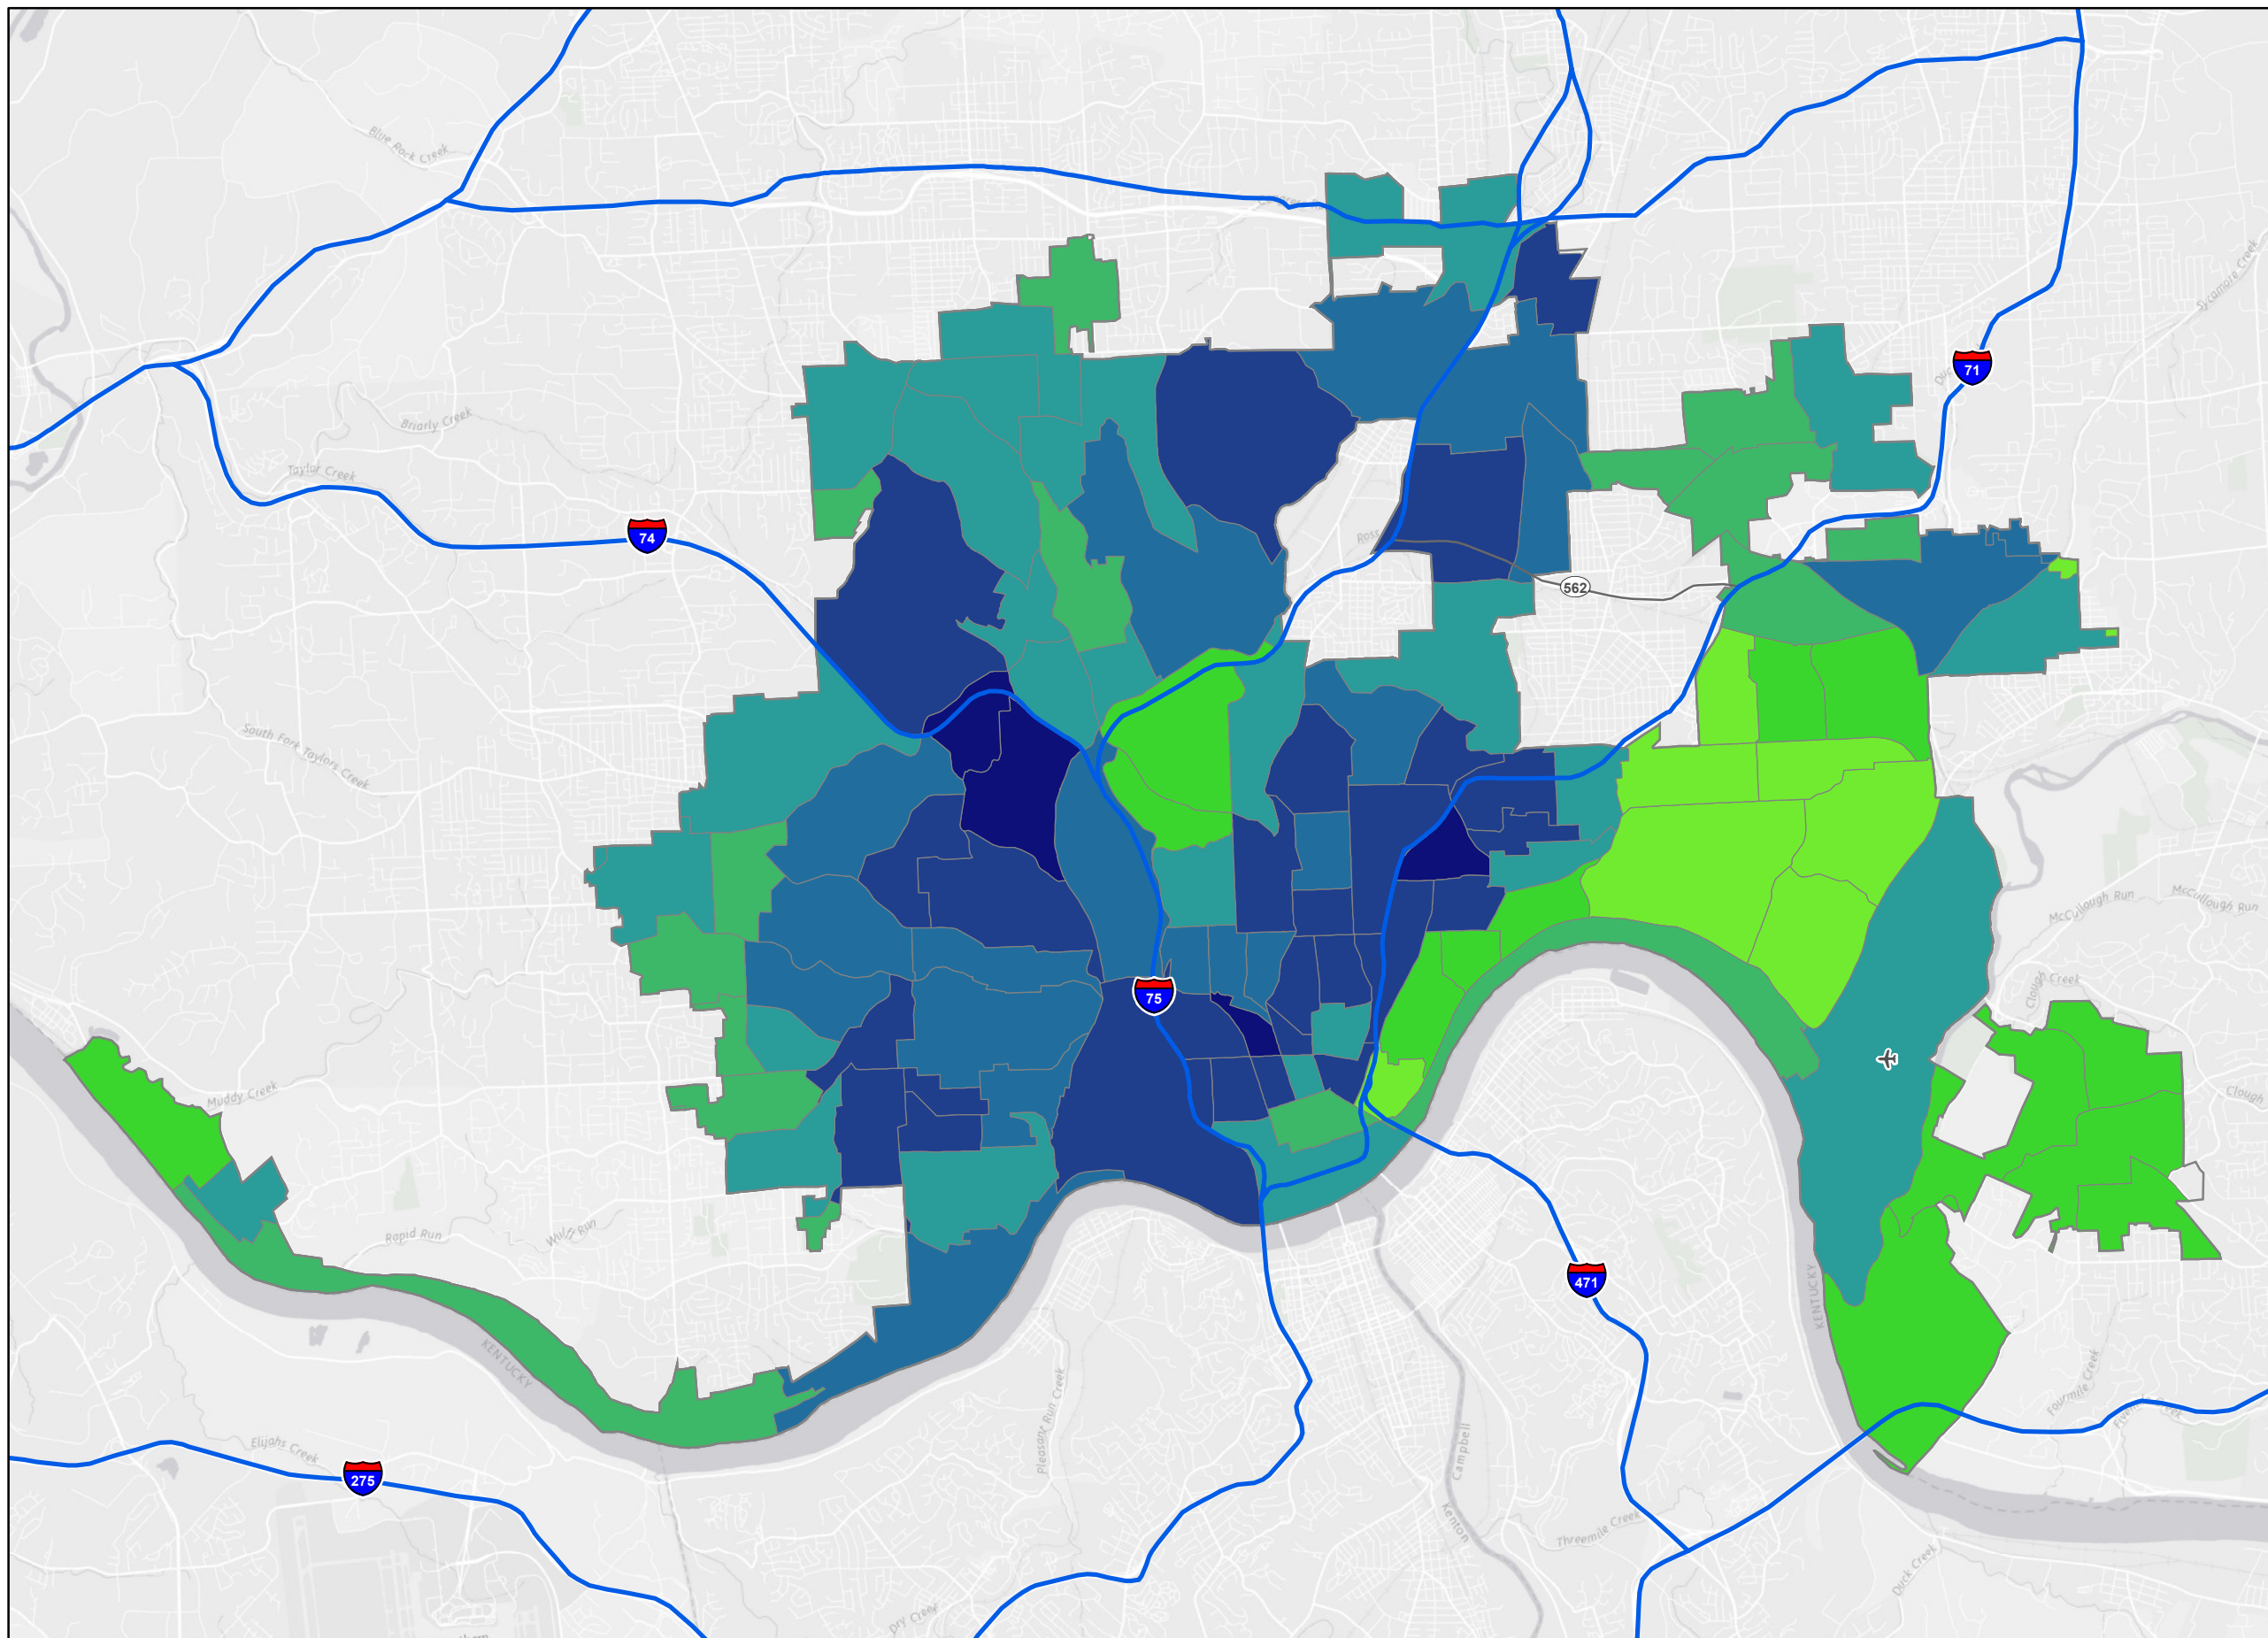 Blue Rock Creek
Sycamore Creek
71
Briarly Creek
Taylor Creek
74
Ross
562
South Fork Taylors Creek
McCullough Run
McCullough Run
Clough Creek
75
Muddy Creek
Clough
Rapid Run
Wulff Run
KENTUCKY
471
KENTUCKY
Pleasant Run Creek
Fourmile Creek
Creek
Elijahs Creek
275
Campbell
Kenton
Threemile Creek
Duck Creek
Dry Creek